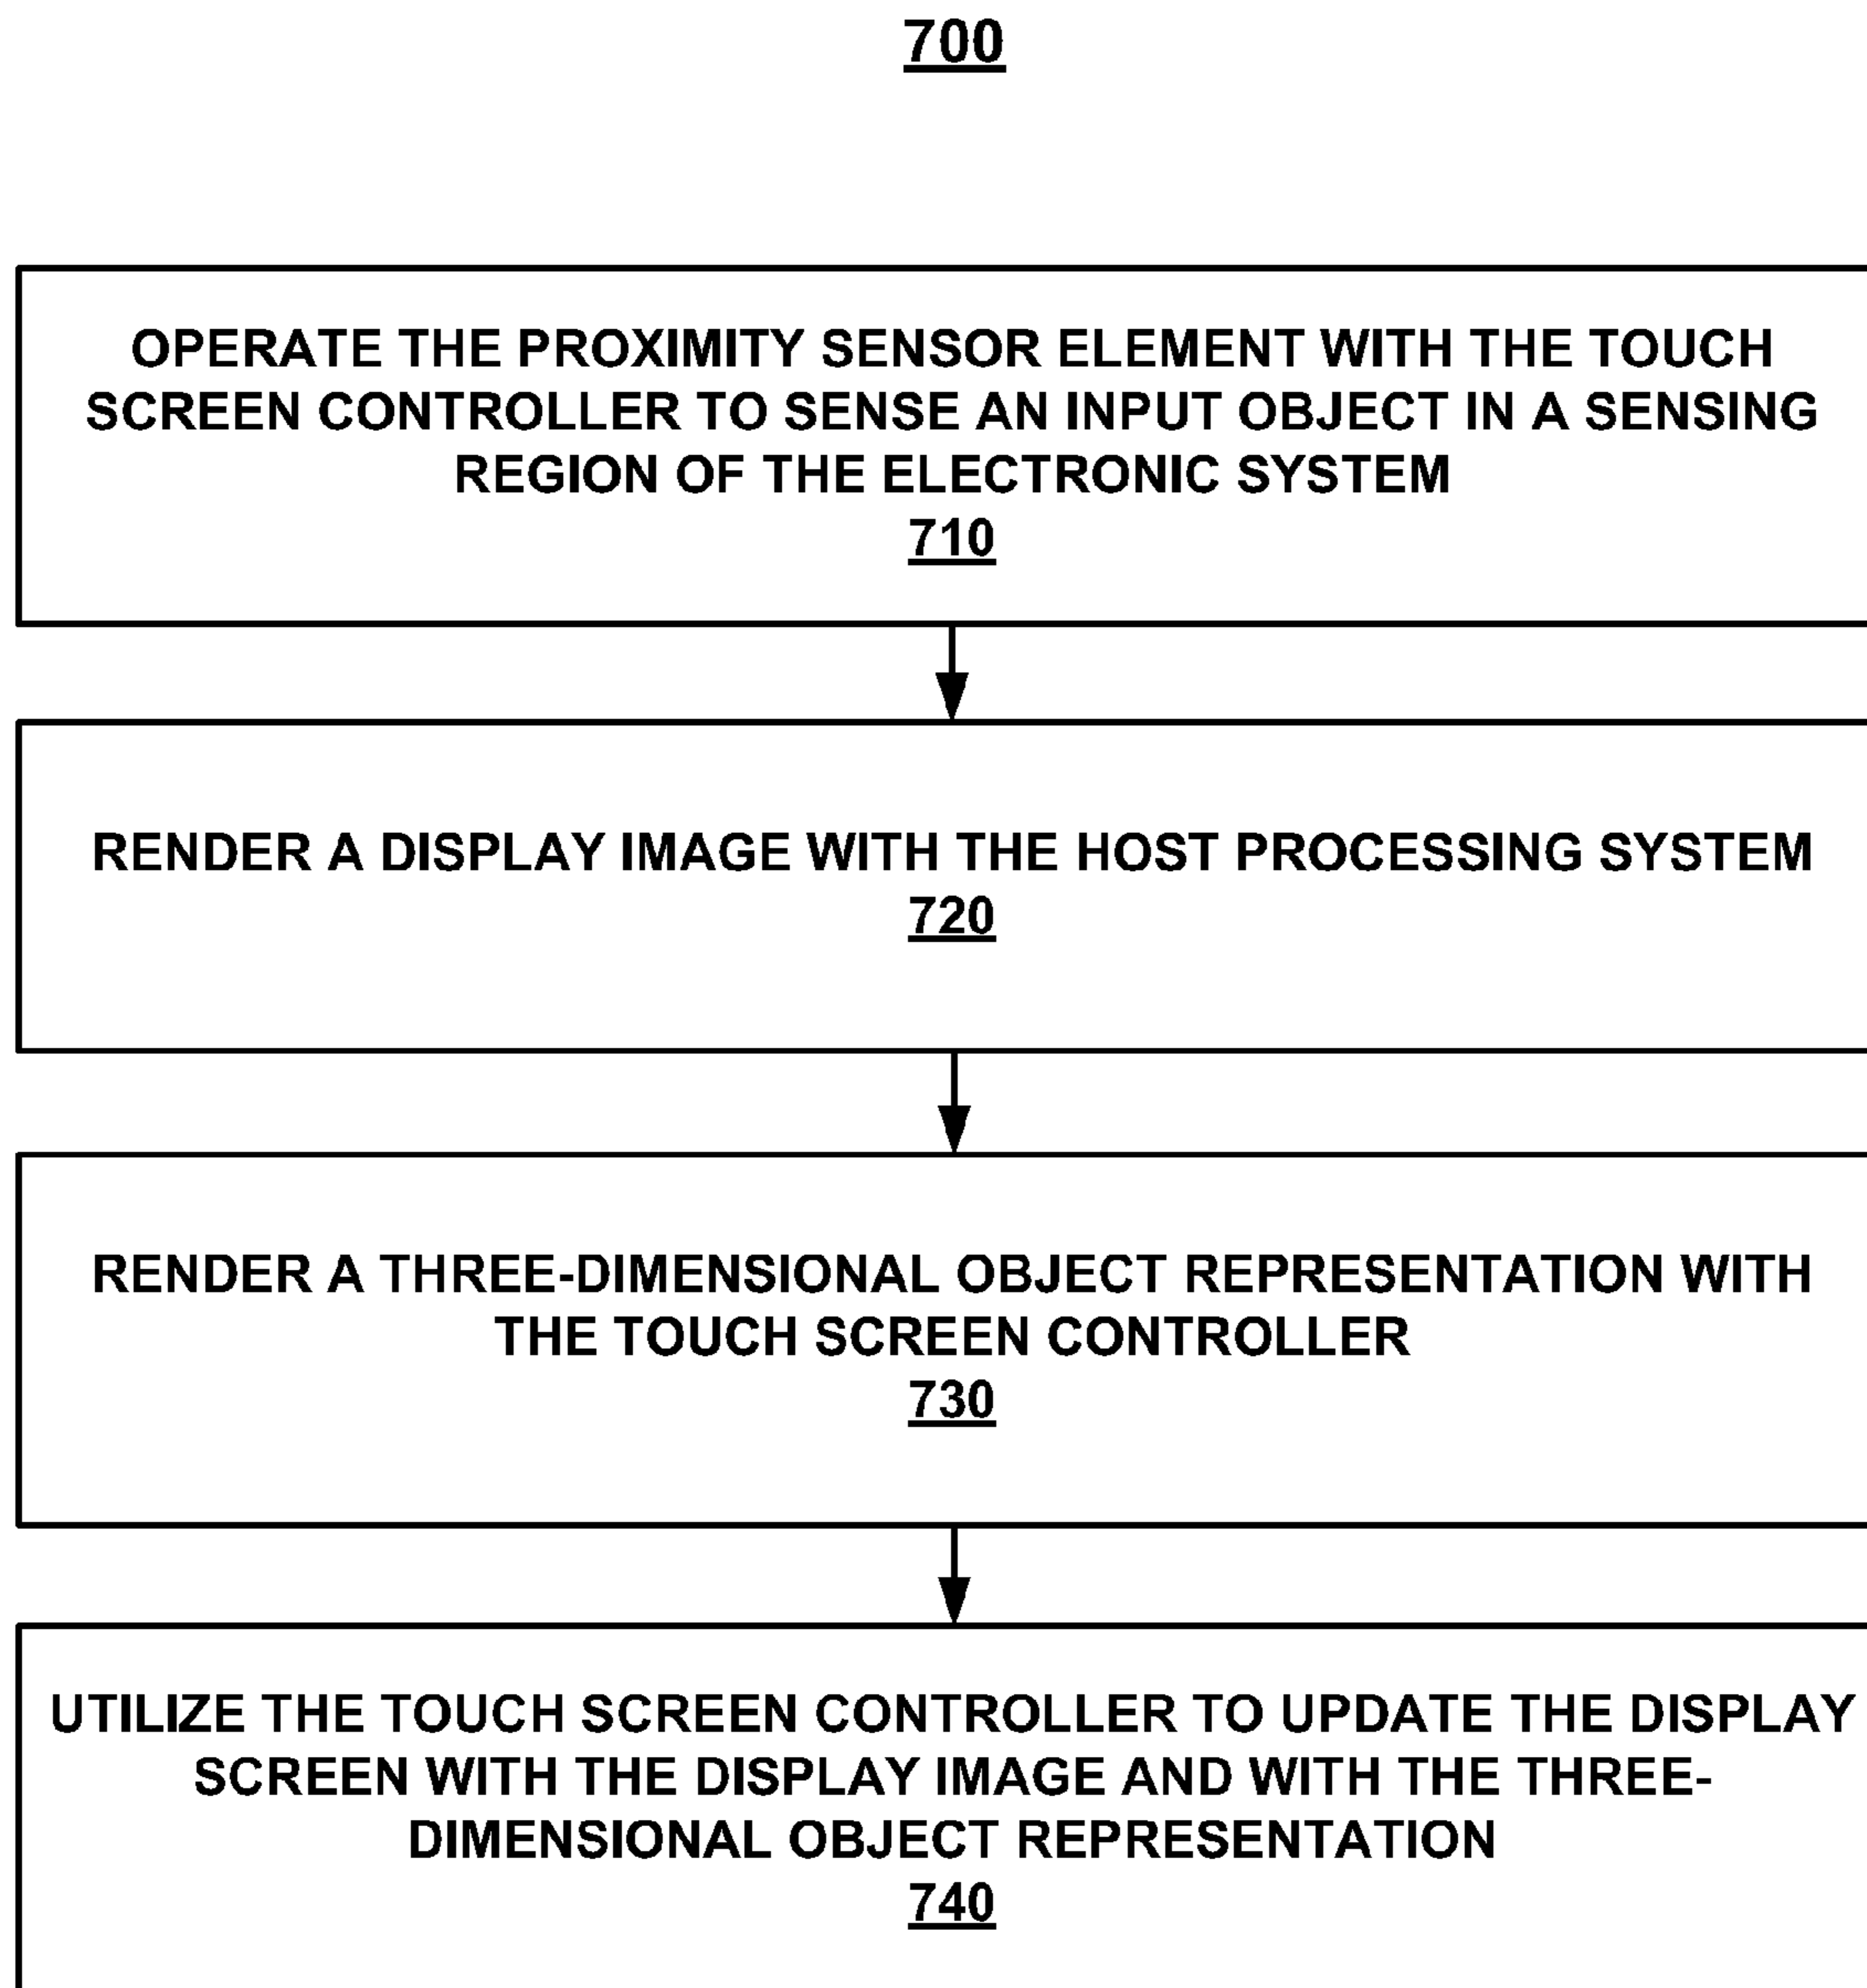 700
OPERATE THE PROXIMITY SENSOR ELEMENT WITH THE TOUCH
SCREEN CONTROLLER TO SENSE AN INPUT OBJECT IN A SENSING
REGION OF THE ELECTRONIC SYSTEM
710
RENDER A DISPLAY IMAGE WITH THE HOST PROCESSING SYSTEM
720
RENDER A THREE-DIMENSIONAL OBJECT REPRESENTATION WITH
THE TOUCH SCREEN CONTROLLER
730
UTILIZE THE TOUCH SCREEN CONTROLLER TO UPDATE THE DISPLAY
SCREEN WITH THE DISPLAY IMAGE AND WITH THE THREE-
DIMENSIONAL OBJECT REPRESENTATION
740